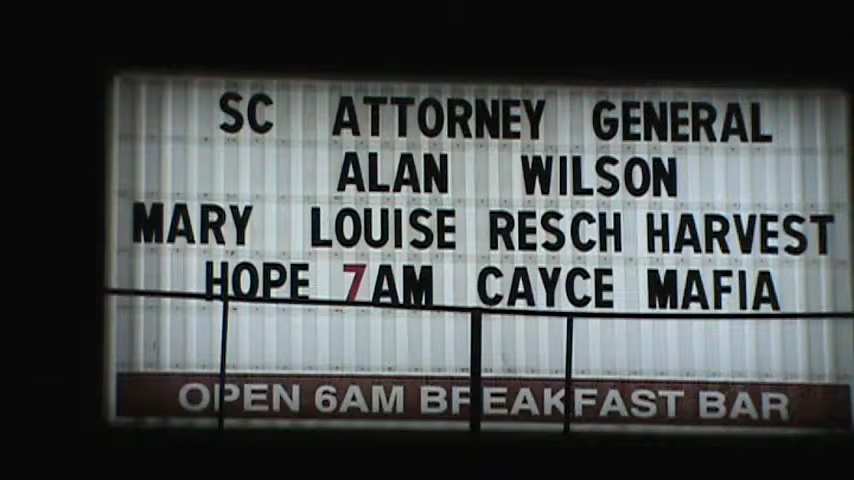 SC ATTORNEY GENERAL
ALAN WILSON
MARY LOUISE RESCH HARVEST
HOPE 7AM CAYCE MAFIA
OPEN 6AM BREAKFAST BAR